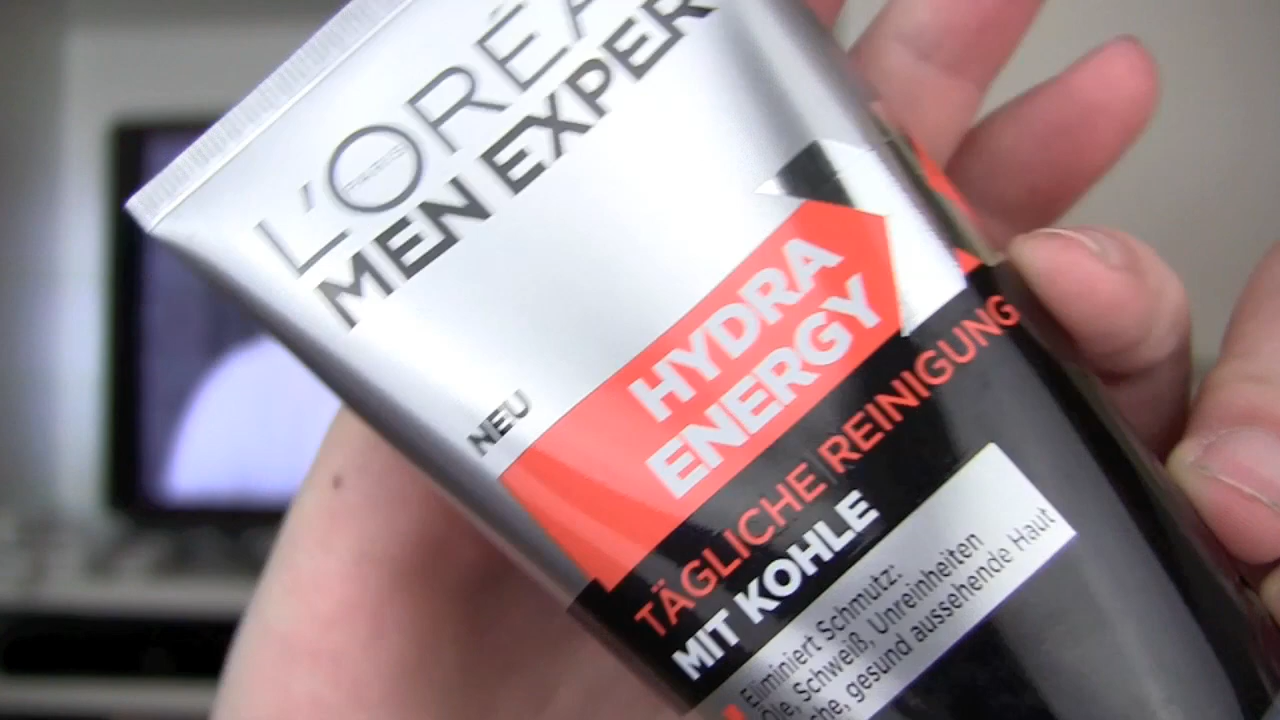 L'ORÉA
PARIS
MEN EXPER
NEU
HYDRA
ENERGY
TÄGLICHE REINIGUNG
MIT KOHLE
Eliminiert Schmutz:
Öle, Schweiß, Unreinheiten
che, gesund aussehende Haut